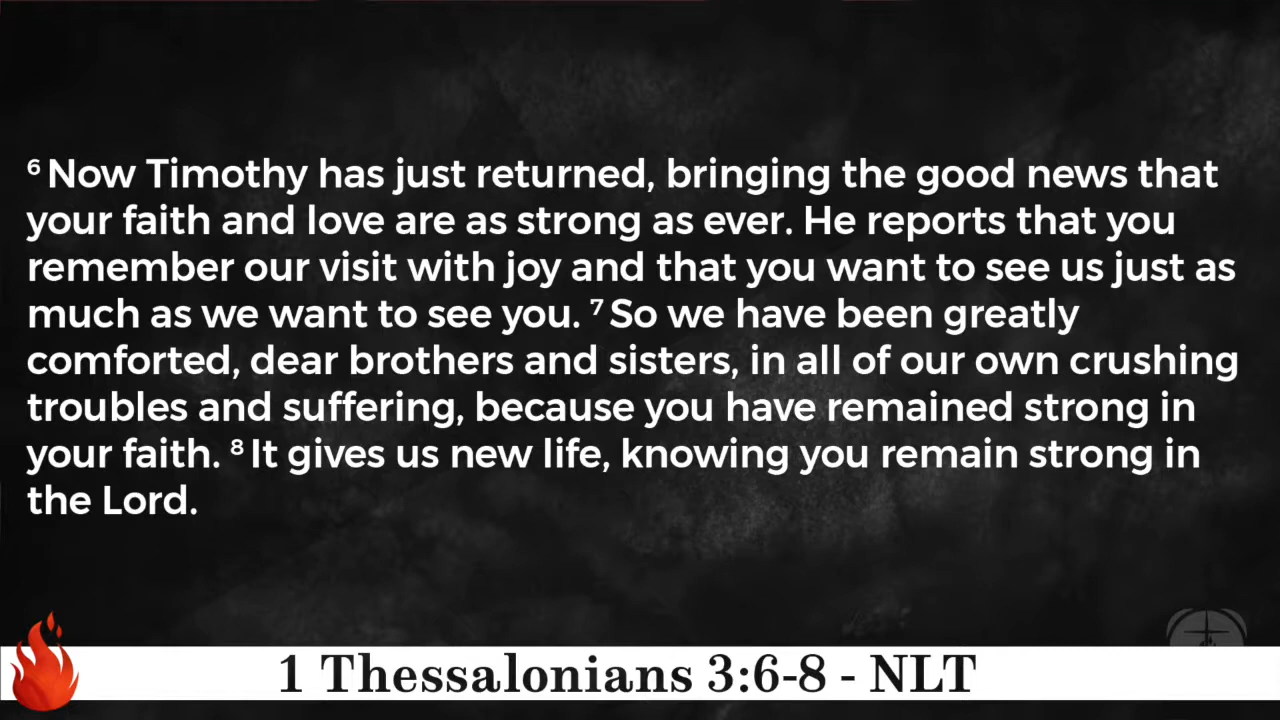 ⁶ Now Timothy has just returned, bringing the good news that
your faith and love are as strong as ever. He reports that you
remember our visit with joy and that you want to see us just as
much as we want to see you. ⁷ So we have been greatly
comforted, dear brothers and sisters, in all of our own crushing
troubles and suffering, because you have remained strong in
your faith. ⁸ It gives us new life, knowing you remain strong in
the Lord.
1 Thessalonians 3:6-8 - NLT